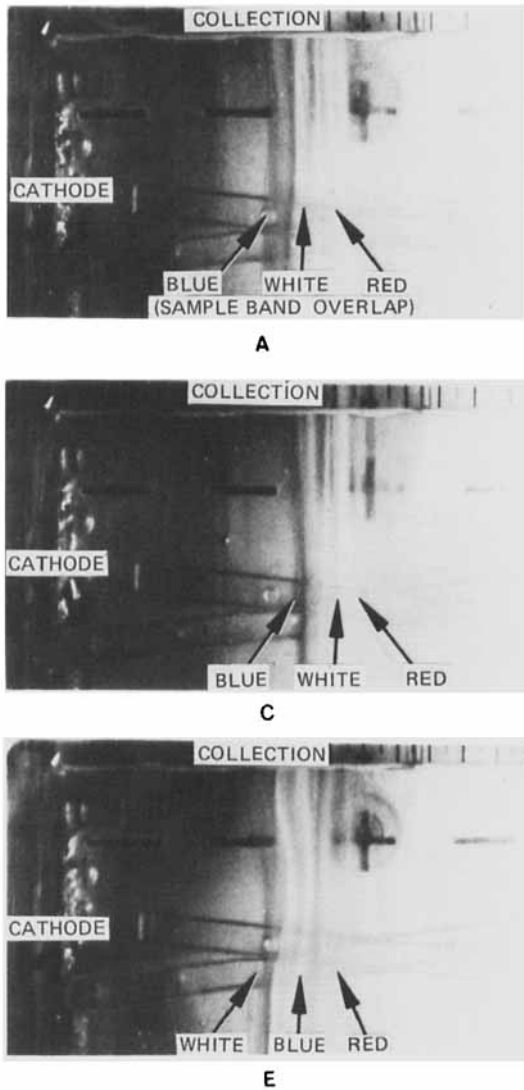 COLLECTION
CATHODE
BLUE WHITE RED
(SAMPLE BAND OVERLAP)
A
COLLECTION
CATHODE
BLUE WHITE RED
C
COLLECTION
CATHODE
WHITE BLUE RED
E